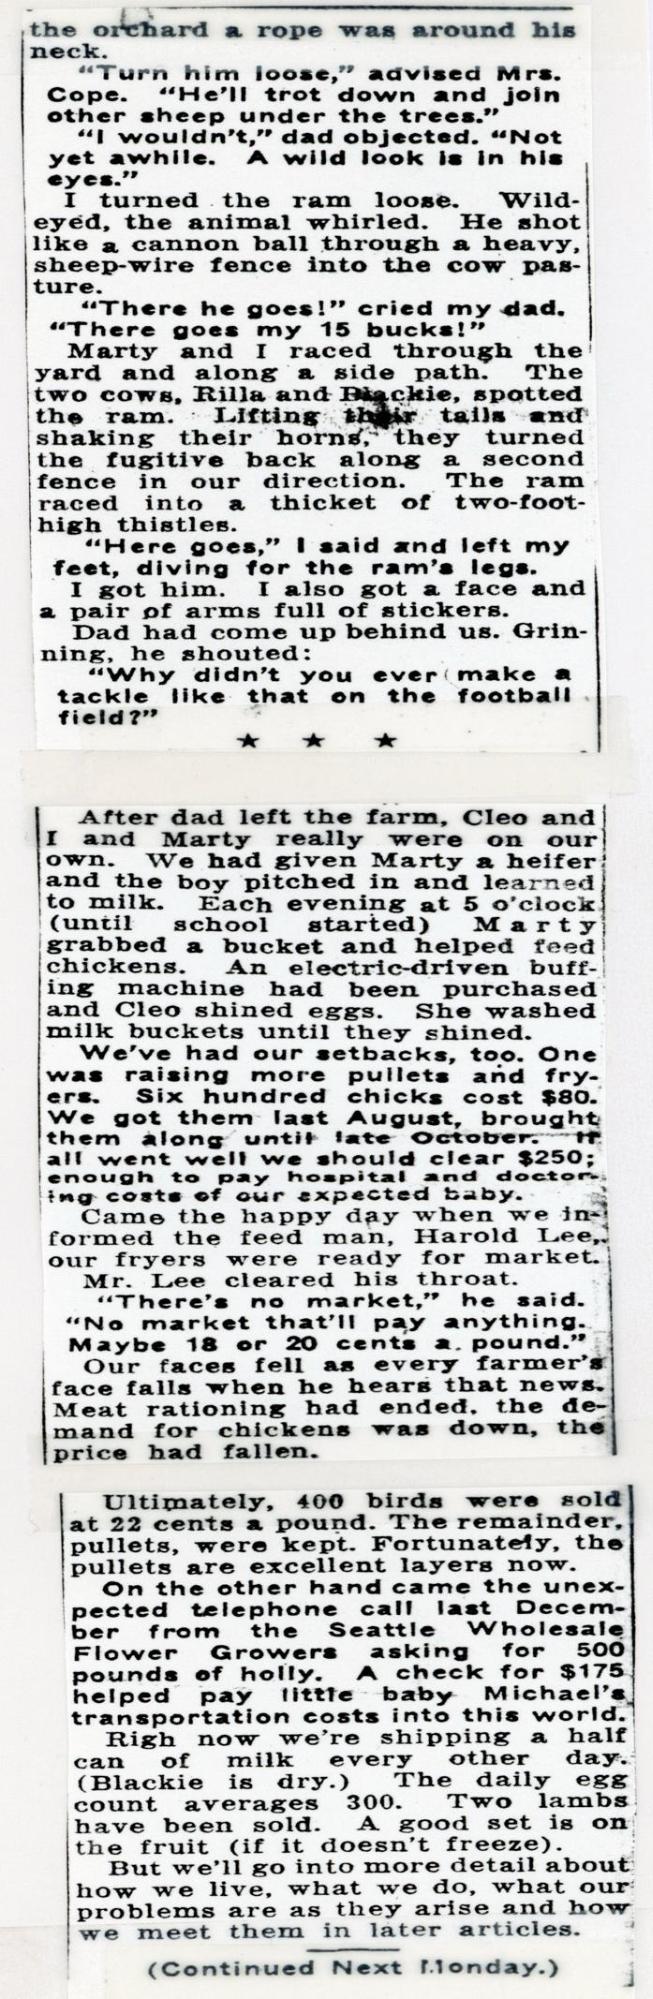 the orchard a rope was around his
neck.
"Turn him loose," advised Mrs.
Cope. "He'll trot down and join
other sheep under the trees."
"I wouldn't," dad objected. "Not
yet awhile. A wild look is in his
eyes."
I turned the ram loose. Wild-
eyed, the animal whirled. He shot
like a cannon ball through a heavy,
sheep-wire fence into the cow pas-
ture.
"There he goes!" cried my dad.
"There goes my 15 bucks!"
Marty and I raced through the
yard and along a side path. The
two cows, Rilla and Blackie, spotted
the ram. Lifting their tails and
shaking their horns, they turned
the fugitive back along a second
fence in our direction. The ram
raced into a thicket of two-foot-
high thistles.
"Here goes," I said and left my
feet, diving for the ram's legs.
I got him. I also got a face and
a pair of arms full of stickers.
Dad had come up behind us. Grin-
ning, he shouted:
"Why didn't you ever make a
tackle like that on the football
field?"
★ ★ ★
After dad left the farm, Cleo and
I and Marty really were on our
own. We had given Marty a heifer
and the boy pitched in and learned
to milk. Each evening at 5 o'clock
(until school started) Marty
grabbed a bucket and helped feed
chickens. An electric-driven buff-
ing machine had been purchased
and Cleo shined eggs. She washed
milk buckets until they shined.
We've had our setbacks, too. One
was raising more pullets and fry-
ers. Six hundred chicks cost $80.
We got them last August, brought
them along until late October. If
all went well we should clear $250;
enough to pay hospital and doctor-
ing costs of our expected baby.
Came the happy day when we in-
formed the feed man, Harold Lee,
our fryers were ready for market.
Mr. Lee cleared his throat.
"There's no market," he said.
"No market that'll pay anything.
Maybe 18 or 20 cents a pound."
Our faces fell as every farmer's
face falls when he hears that news.
Meat rationing had ended, the de-
mand for chickens was down, the
price had fallen.
Ultimately, 400 birds were sold
at 22 cents a pound. The remainder,
pullets, were kept. Fortunately, the
pullets are excellent layers now.
On the other hand came the unex-
pected telephone call last Decem-
ber from the Seattle Wholesale
Flower Growers asking for 500
pounds of holly. A check for $175
helped pay little baby Michael's
transportation costs into this world.
Righ now we're shipping a half
can of milk every other day.
(Blackie is dry.) The daily egg
count averages 300. Two lambs
have been sold. A good set is on
the fruit (if it doesn't freeze).
But we'll go into more detail about
how we live, what we do, what our
problems are as they arise and how
we meet them in later articles.
(Continued Next Monday.)